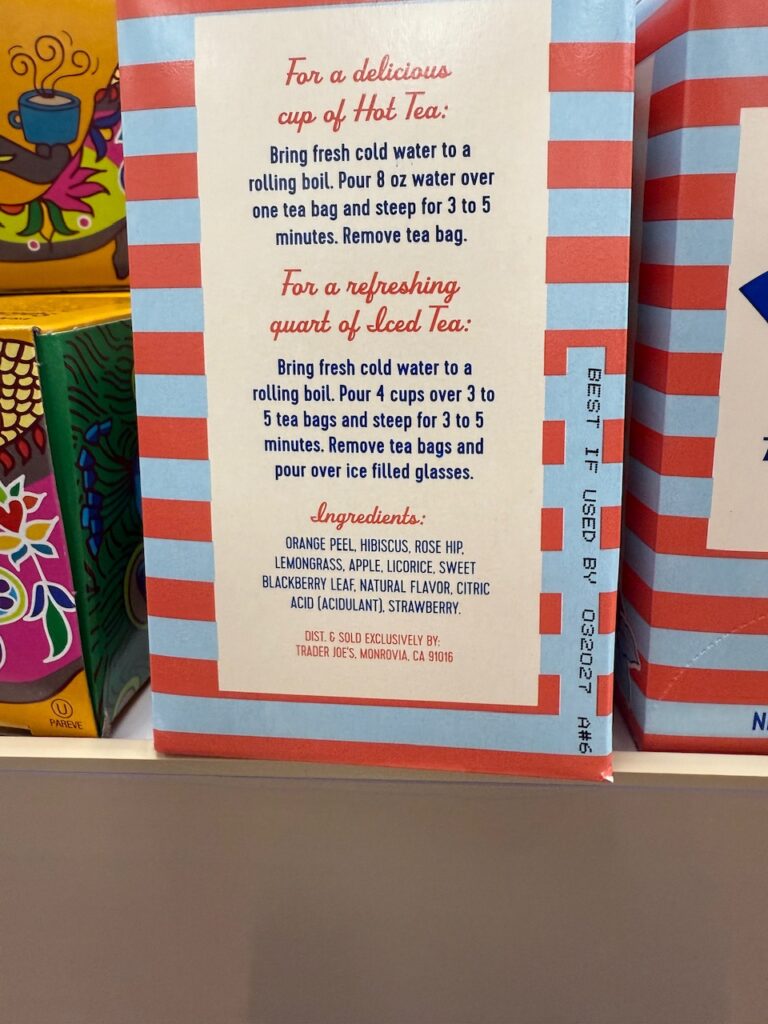 For a delicious
cup of Hot Tea:
Bring fresh cold water to a
rolling boil. Pour 8 oz water over
one tea bag and steep for 3 to 5
minutes. Remove tea bag.
For a refreshing
quart of Iced Tea:
Bring fresh cold water to a
rolling boil. Pour 4 cups over 3 to
5 tea bags and steep for 3 to 5
minutes. Remove tea bags and
pour over ice filled glasses.
Ingredients:
ORANGE PEEL, HIBISCUS, ROSE HIP,
LEMONGRASS, APPLE, LICORICE, SWEET
BLACKBERRY LEAF, NATURAL FLAVOR, CITRIC
ACID (ACIDULANT), STRAWBERRY.
DIST. & SOLD EXCLUSIVELY BY:
TRADER JOE'S, MONROVIA, CA 91016
BEST IF USED BY 032027 A#6
U
PAREVE